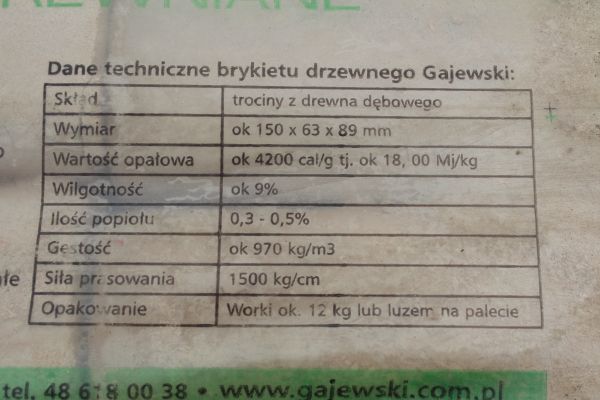 DREWNIANE
Dane techniczne brykietu drzewnego Gajewski:
Skład trociny z drewna dębowego
Wymiar ok 150 x 63 x 89 mm
Wartość opałowa ok 4200 cal/g tj. ok 18, 00 Mj/kg
Wilgotność ok 9%
Ilość popiołu 0,3 - 0,5%
Gęstość ok 970 kg/m3
Siła prasowania 1500 kg/cm
Opakowanie Worki ok. 12 kg lub luzem na palecie
tel. 48 618 00 38 • www.gajewski.com.pl